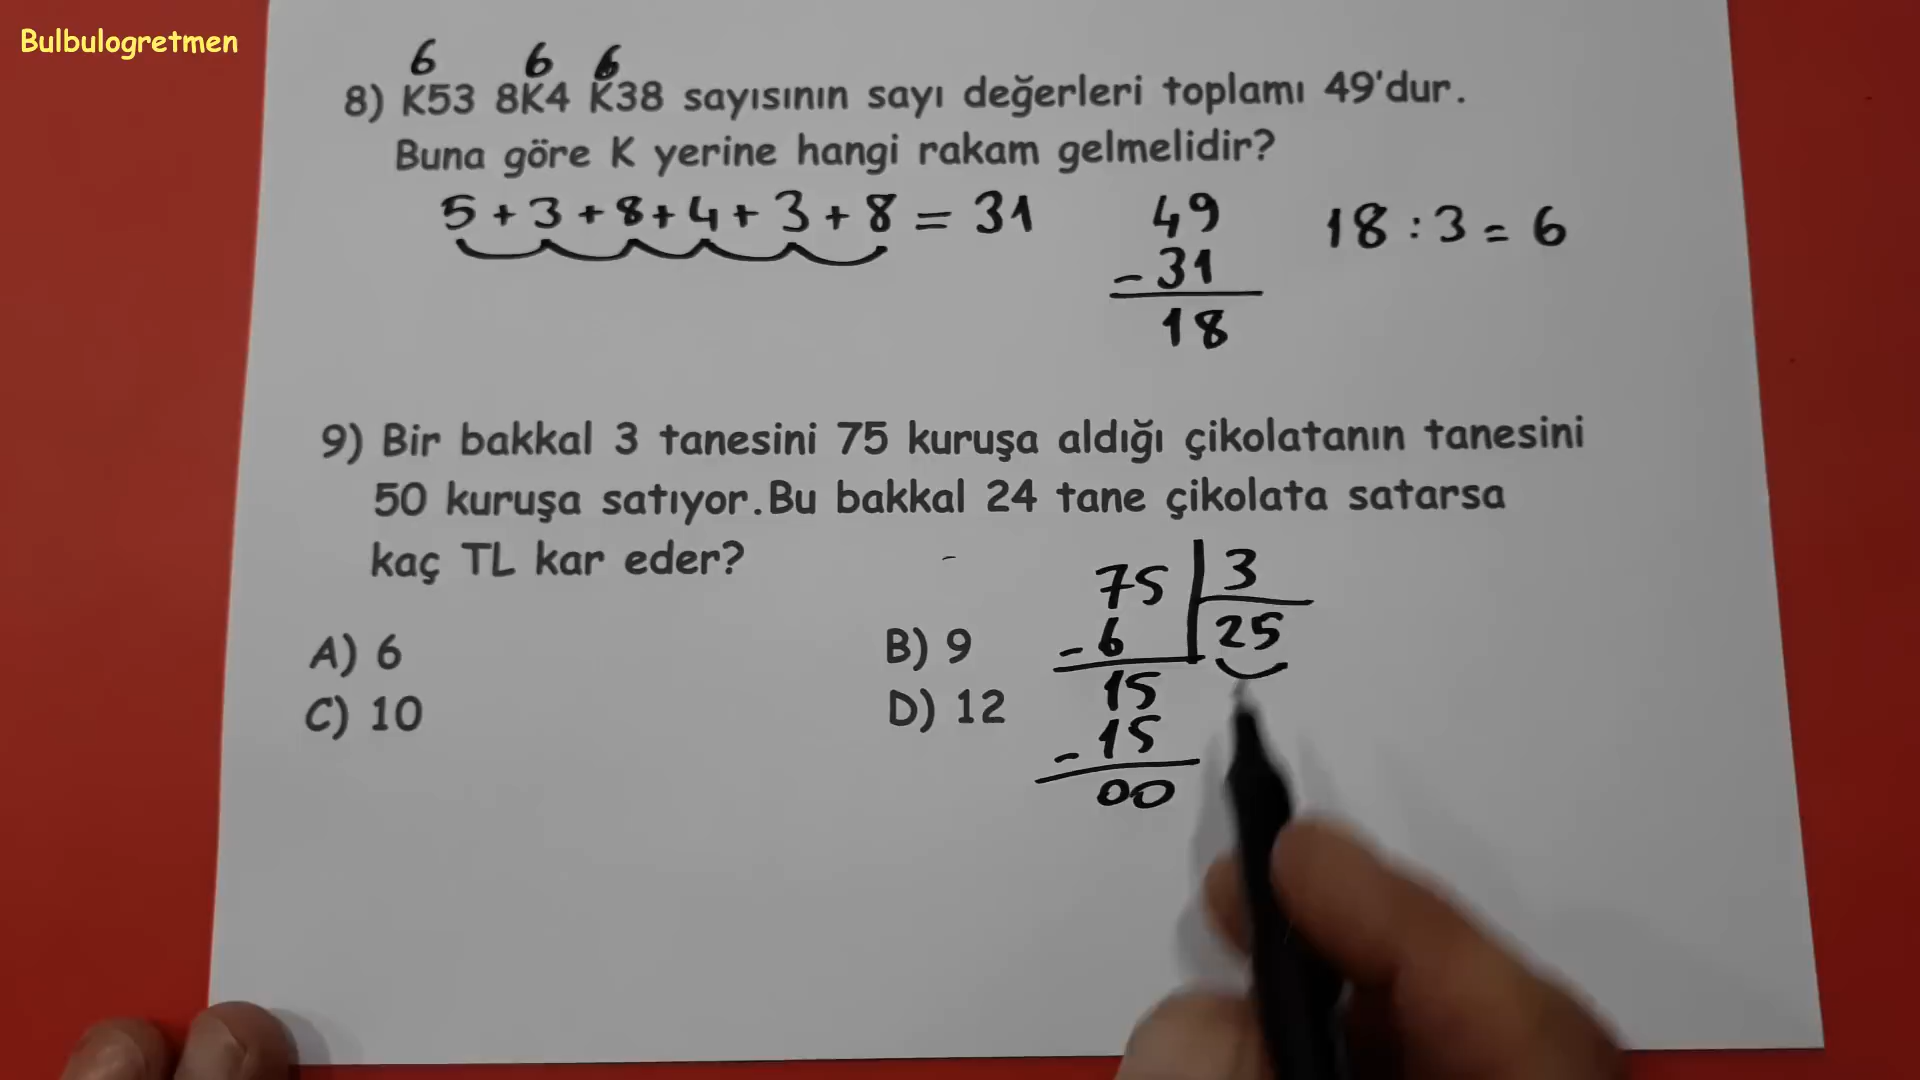 Bulbulogretmen
6 6 6
8) K53 8K4 K38 sayısının sayı değerleri toplamı 49'dur.
Buna göre K yerine hangi rakam gelmelidir?
5 + 3 + 8 + 4 + 3 + 8 = 31
49
- 31
18
18 : 3 = 6
9) Bir bakkal 3 tanesini 75 kuruşa aldığı çikolatanın tanesini
50 kuruşa satıyor.Bu bakkal 24 tane çikolata satarsa
kaç TL kar eder?
A) 6
B) 9
C) 10
D) 12
75 3
- 6 25
15
- 15
00